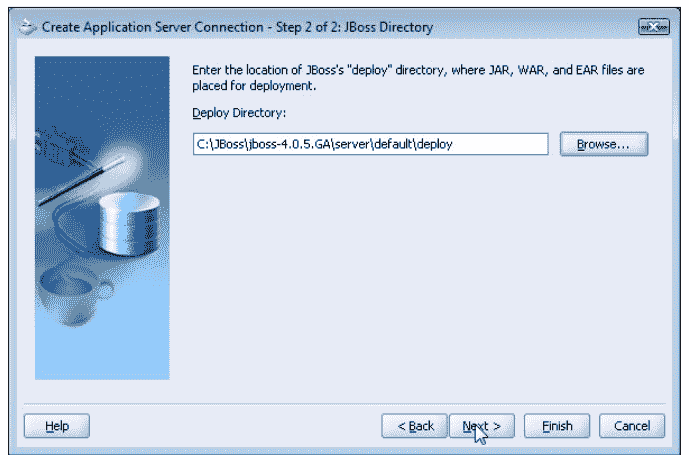 Create Application Server Connection - Step 2 of 2: JBoss Directory
Enter the location of JBoss's "deploy" directory, where JAR, WAR, and EAR files are
placed for deployment.
Deploy Directory:
C:\JBoss\jboss-4.0.5.GA\server\default\deploy
Browse...
Help
< Back
Next >
Finish
Cancel